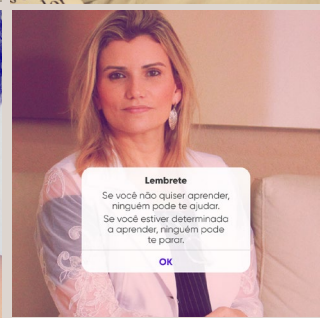 Lembrete
Se você não quiser aprender,
ninguém pode te ajudar.
Se você estiver determinada
a aprender, ninguém pode
te parar.
OK